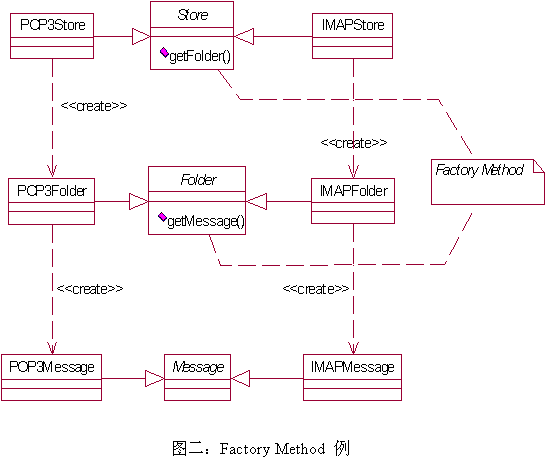 PCP3Store
Store
IMAPStore
getFolder()
<<create>>
<<create>>
PCP3Folder
Folder
IMAPFolder
Factory Method
getMessage()
<<create>>
<<create>>
POP3Message
Message
IMAPMessage
图二：Factory Method 例